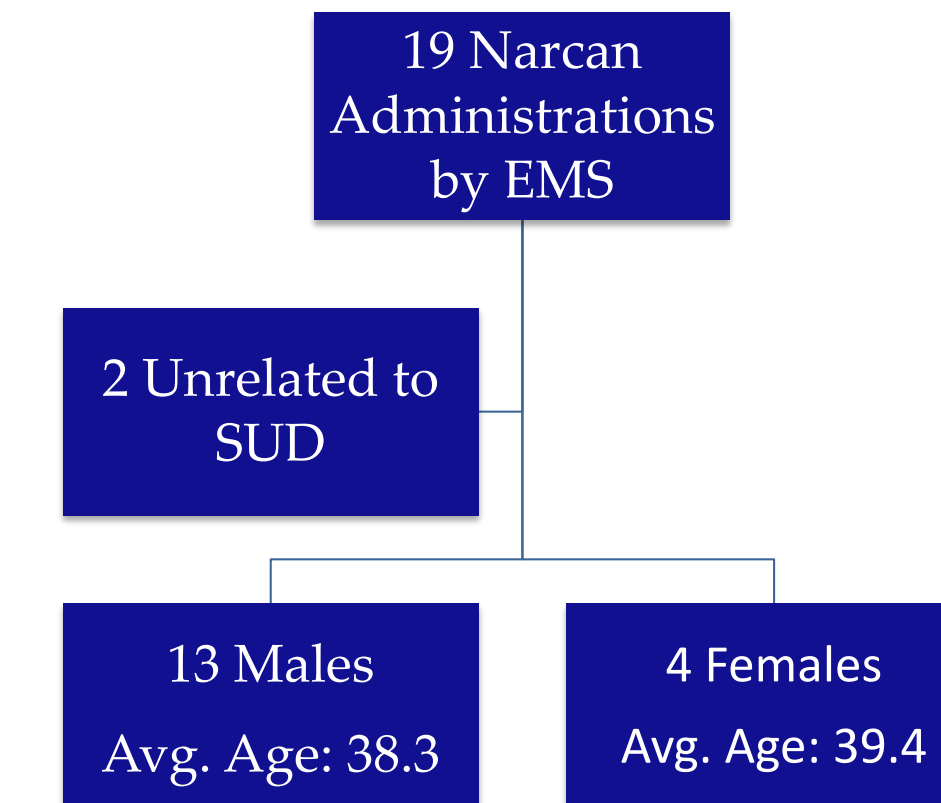 19 Narcan
Administrations
by EMS
2 Unrelated to
SUD
13 Males
Avg. Age: 38.3
4 Females
Avg. Age: 39.4